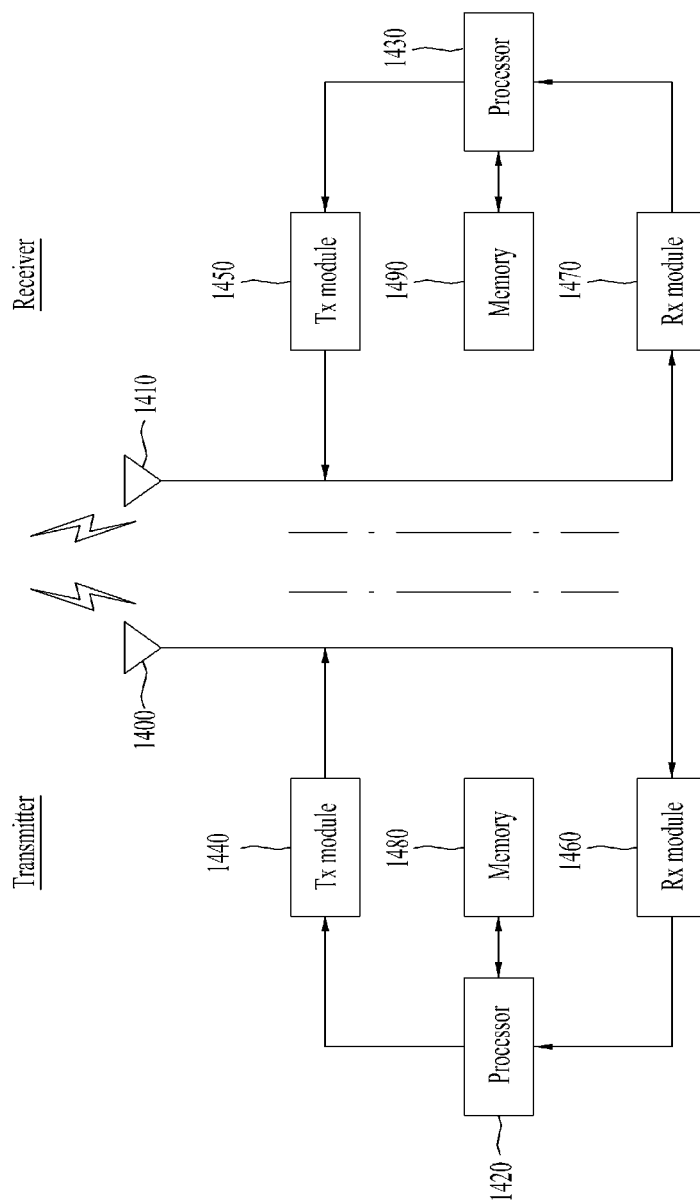 Transmitter
Receiver
1400
1410
1440
Tx module
1450
Tx module
1420
Processor
1480
Memory
1490
Memory
1430
Processor
1460
Rx module
1470
Rx module